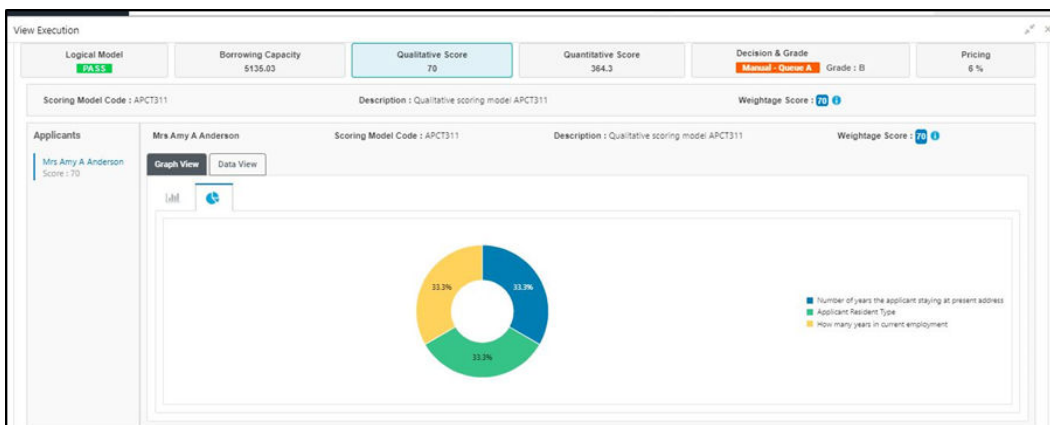 View Execution
Logical Model
PASS
Borrowing Capacity
5135.03
Qualitative Score
70
Quantitative Score
364.3
Decision & Grade
Manual - Queue A Grade : B
Pricing
6 %
Scoring Model Code : APCT311 Description : Qualitative scoring model APCT311 Weightage Score : 70
Applicants
Mrs Amy A Anderson
Score : 70
Mrs Amy A Anderson Scoring Model Code : APCT311 Description : Qualitative scoring model APCT311 Weightage Score : 70
Graph View Data View
33.3% 33.3%
33.3%
Number of years the applicant staying at present address
Applicant Resident Type
How many years in current employment